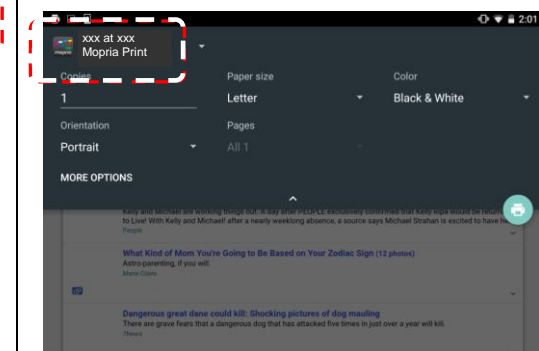 2:01
xxx at xxx
mopria Mopria Print
Copies Paper size Color
1 Letter Black & White
Orientation Pages
Portrait All 1
MORE OPTIONS
Kelly and Michael are working things out. A day after PEOPLE exclusively confirmed that Kelly Ripa would be return
to Live! With Kelly and Michael! after a nearly weeklong absence, a source says Michael Strahan is excited to have h
People
What Kind of Mom You're Going to Be Based on Your Zodiac Sign (12 photos)
Astro-parenting, if you will.
Marie Claire
Dangerous great dane could kill: Shocking pictures of dog mauling
There are grave fears that a dangerous dog that has attacked five times in just over a year will kill.